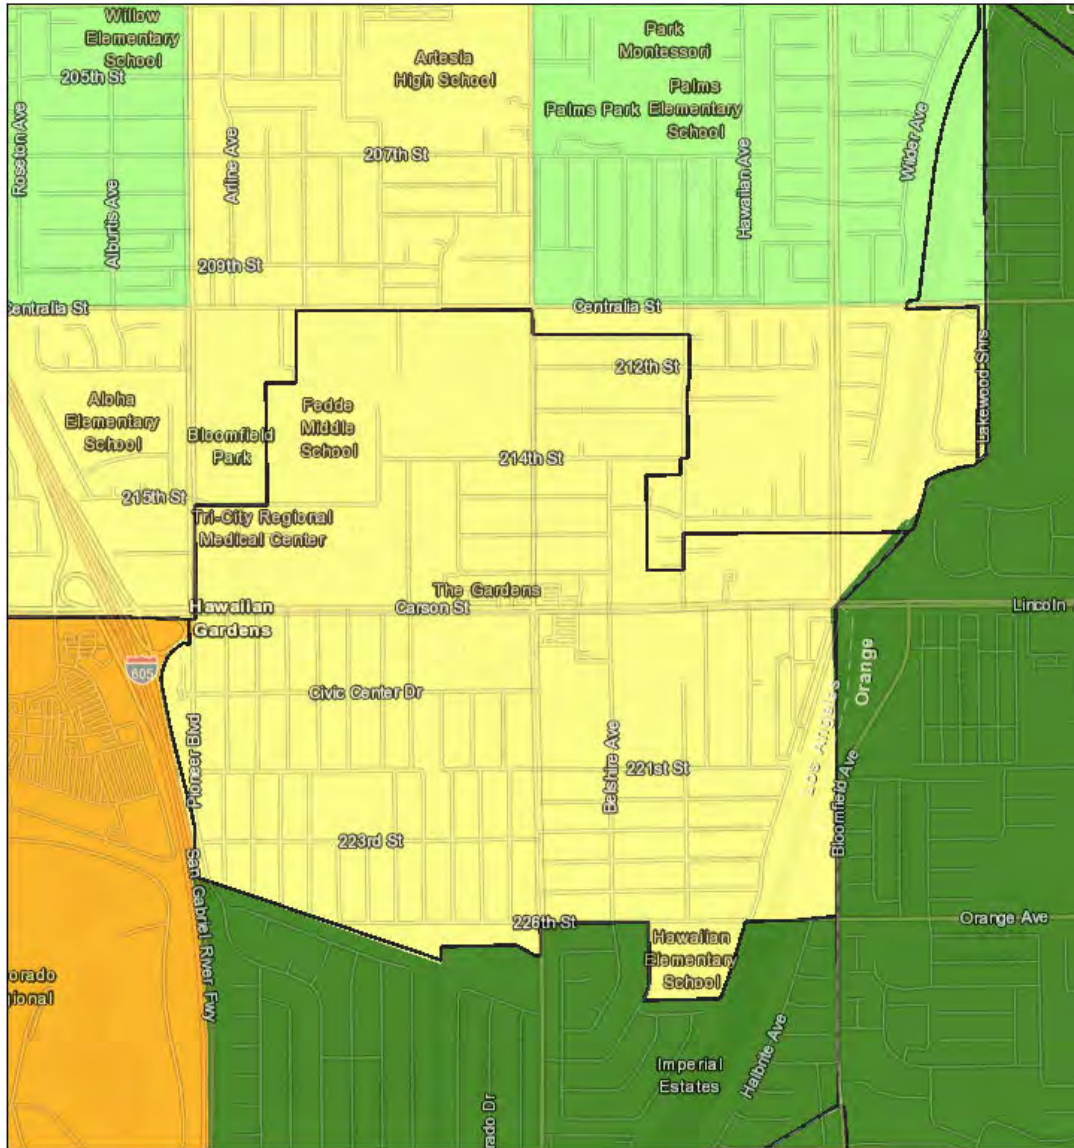 Willow
Elementary
School
205th St
Artesia
High School
Park
Montessori
Palms Park
Palms
Elementary
School
Roseton Ave
Alburtis Ave
Arline Ave
207th St
Hawaiian Ave
Wilder Ave
209th St
Centralia St
Centralia St
212th St
Lakewood Shrs
Aloha
Elementary
School
Bloomfield
Park
Fedde
Middle
School
214th St
215th St
Tri-City Regional
Medical Center
The Gardens
Carson St
Hawaiian
Gardens
Lincoln
605
Civic Center Dr
Orange
LOS ANGELES
Pioneer Blvd
Belshire Ave
221st St
Bloomfield Ave
223rd St
San Gabriel River Fwy
226th St
Orange Ave
Hawaiian
Elementary
School
orado
gional
Imperial
Estates
Halbrite Ave
rado Dr